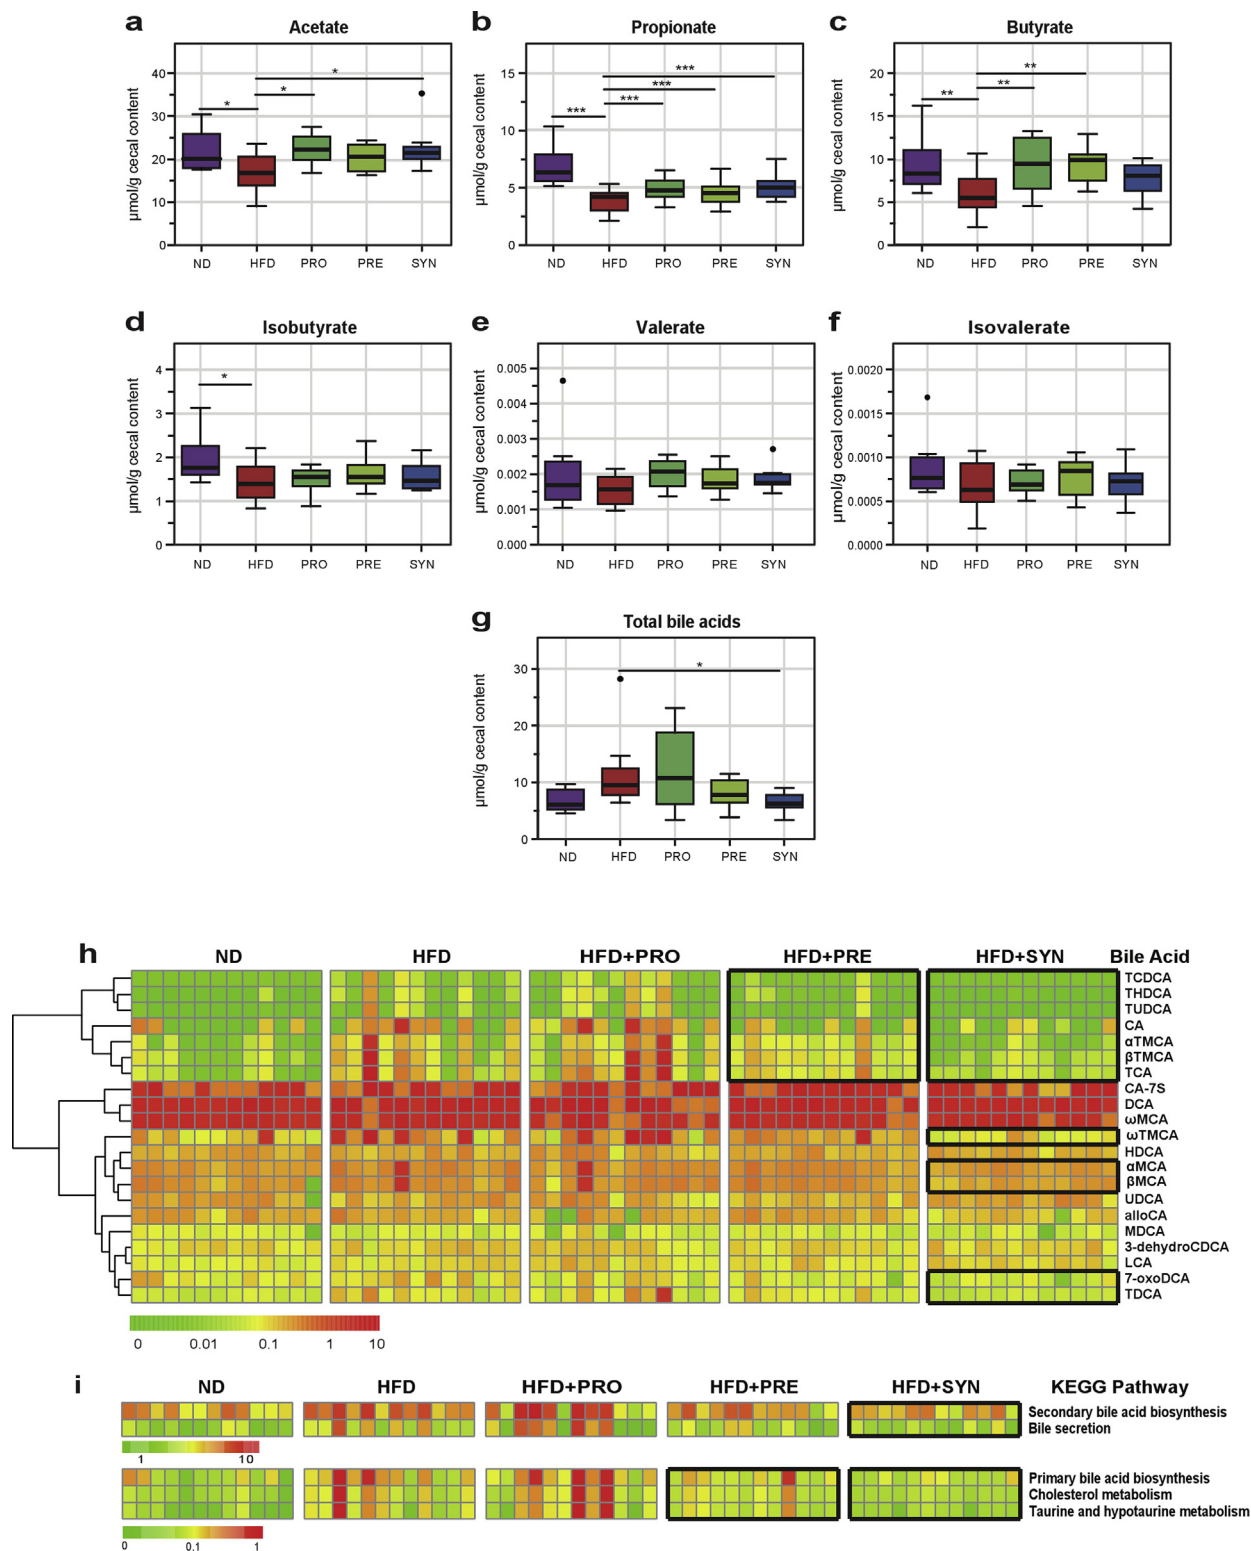 a Acetate
μmol/g cecal content
40
30
20
10
0
* * *
ND HFD PRO PRE SYN
b Propionate
μmol/g cecal content
15
10
5
0
*** *** *** ***
ND HFD PRO PRE SYN
c Butyrate
μmol/g cecal content
20
15
10
5
0
** ** **
ND HFD PRO PRE SYN
d Isobutyrate
μmol/g cecal content
4
3
2
1
0
*
ND HFD PRO PRE SYN
e Valerate
μmol/g cecal content
0.005
0.004
0.003
0.002
0.001
0.000
ND HFD PRO PRE SYN
f Isovalerate
μmol/g cecal content
0.0020
0.0015
0.0010
0.0005
0.0000
ND HFD PRO PRE SYN
g Total bile acids
μmol/g cecal content
30
20
10
0
*
ND HFD PRO PRE SYN
h ND HFD HFD+PRO HFD+PRE HFD+SYN Bile Acid
TCDCA
THDCA
TUDCA
CA
αTMCA
βTMCA
TCA
CA-7S
DCA
ωMCA
ωTMCA
HDCA
αMCA
βMCA
UDCA
alloCA
MDCA
3-dehydroCDCA
LCA
7-oxoDCA
TDCA
0 0.01 0.1 1 10
i ND HFD HFD+PRO HFD+PRE HFD+SYN KEGG Pathway
Secondary bile acid biosynthesis
Bile secretion
1 10
Primary bile acid biosynthesis
Cholesterol metabolism
Taurine and hypotaurine metabolism
0 0.1 1